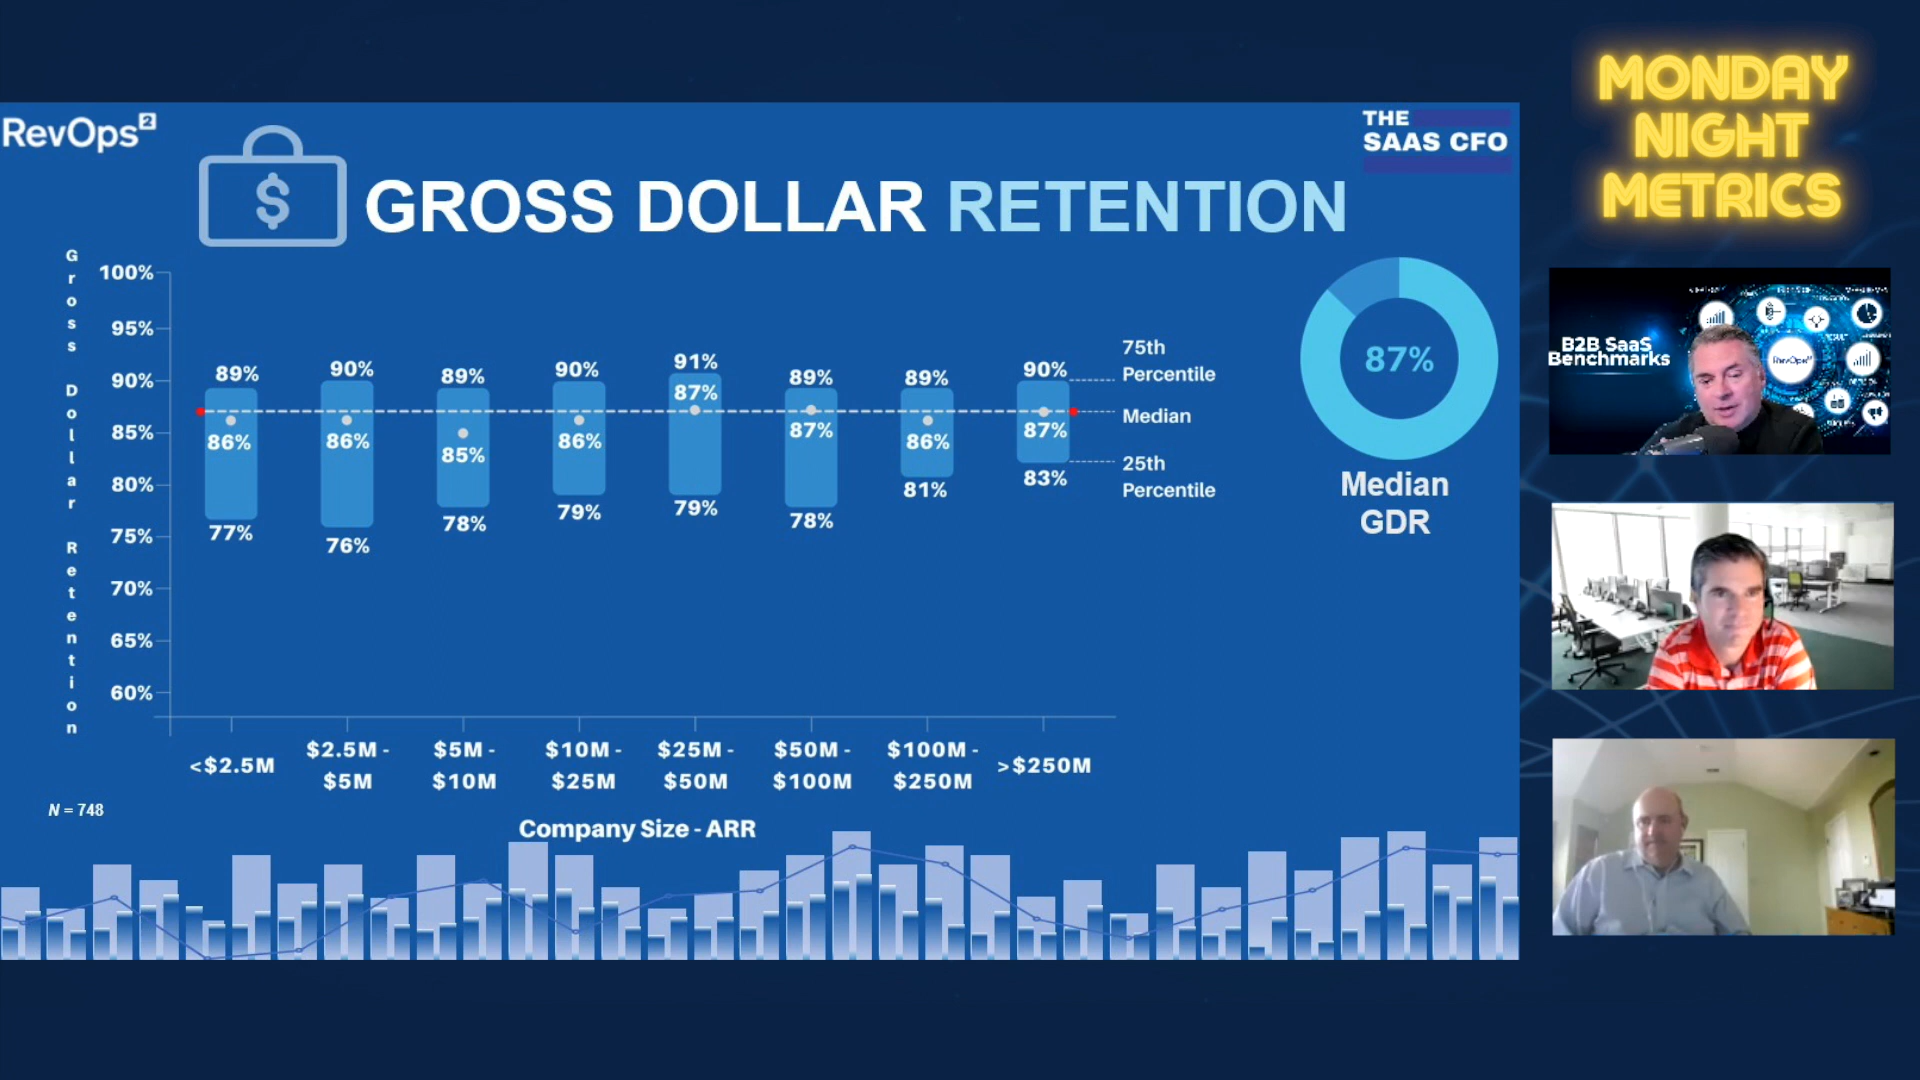 RevOps²
THE
SAAS CFO
$
GROSS DOLLAR RETENTION
Gross Dollar Retention
100%
95%
90%
85%
80%
75%
70%
65%
60%
89%
90%
89%
90%
91%
89%
89%
90%
86%
86%
85%
86%
87%
87%
86%
87%
77%
76%
78%
79%
79%
78%
81%
83%
75th
Percentile
Median
25th
Percentile
87%
Median
GDR
<$2.5M
$2.5M -
$5M
$5M -
$10M
$10M -
$25M
$25M -
$50M
$50M -
$100M
$100M -
$250M
>$250M
N = 748
Company Size - ARR
MONDAY
NIGHT
METRICS
B2B SaaS
Benchmarks
RevOps²